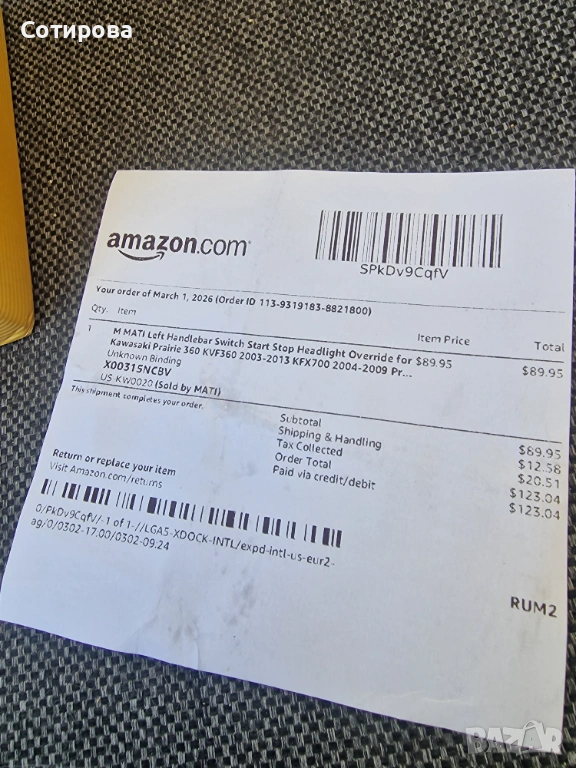 Сотирова
amazon.com
SPkDv9CqfV
Your order of March 1, 2026 (Order ID 113-9319183-8821800)
Qty. Item Item Price Total
1 M MATI Left Handlebar Switch Start Stop Headlight Override for $89.95 $89.95
Kawasaki Prairie 360 KVF360 2003-2013 KFX700 2004-2009 Pr...
Unknown Binding
X00315NCBV
US-KW0020 (Sold by MATI)
This shipment completes your order.
Subtotal $89.95
Shipping & Handling $12.58
Tax Collected $20.51
Order Total $123.04
Paid via credit/debit $123.04
Return or replace your item
Visit Amazon.com/returns
0/PkDv9CqfV/-1 of 1-//LGA5-XDOCK-INTL/expd-intl-us-eur2-
ag/0/0302-17:00/0302-09:24
RUM2
BAZAR